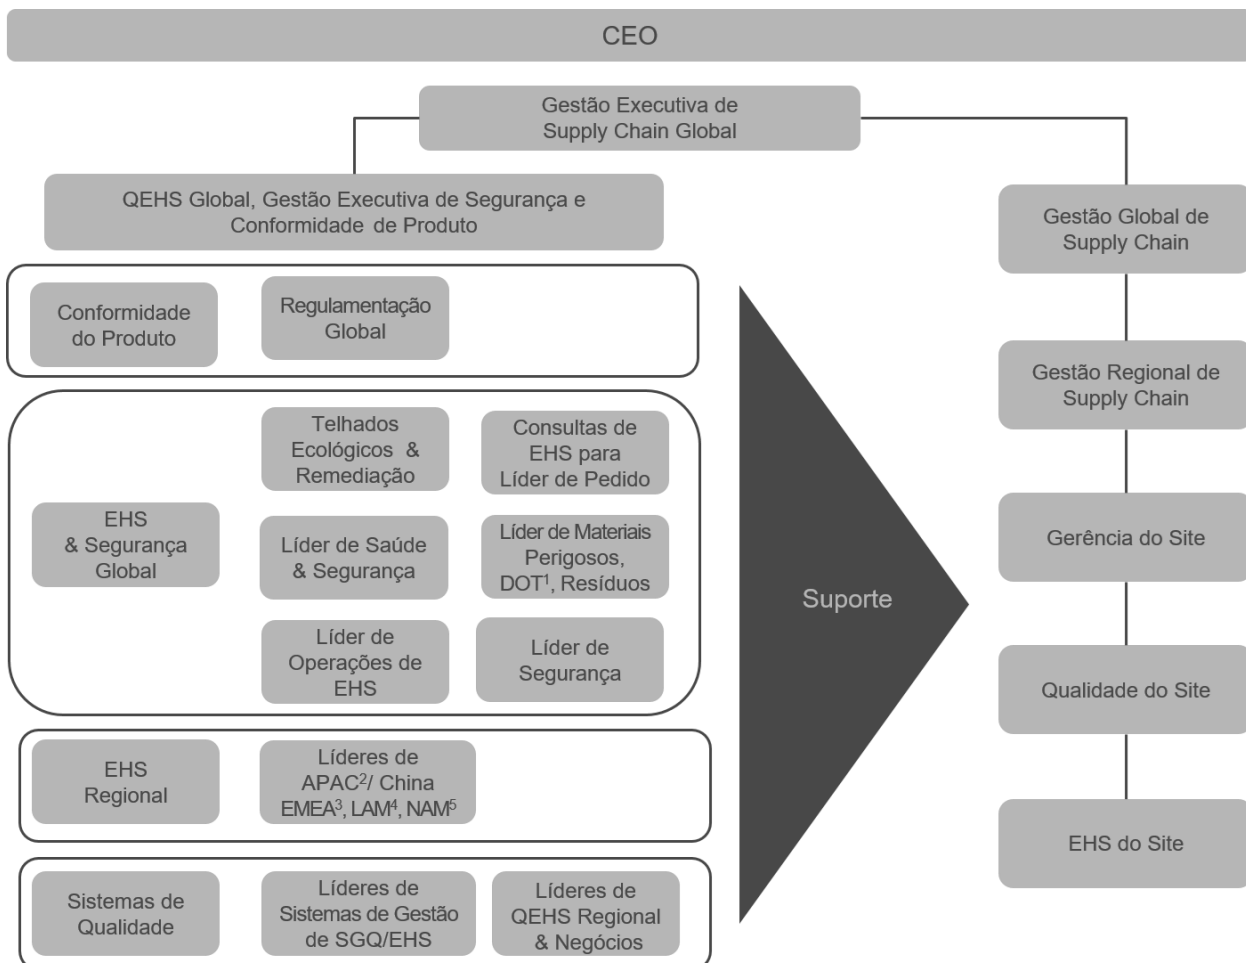 CEO
Gestão Executiva de
Supply Chain Global
QEHS Global, Gestão Executiva de Segurança e
Conformidade de Produto
Conformidade
do Produto
Regulamentação
Global
EHS
& Segurança
Global
Telhados
Ecológicos &
Remediação
Consultas de
EHS para
Líder de Pedido
Líder de Saúde
& Segurança
Líder de Materiais
Perigosos,
DOT¹, Resíduos
Líder de
Operações de
EHS
Líder de
Segurança
EHS
Regional
Líderes de
APAC²/ China
EMEA³, LAM⁴, NAM⁵
Sistemas de
Qualidade
Líderes de
Sistemas de Gestão
de SGQ/EHS
Líderes de
QEHS Regional
& Negócios
Suporte
Gestão Global de
Supply Chain
Gestão Regional de
Supply Chain
Gerência do Site
Qualidade do Site
EHS do Site